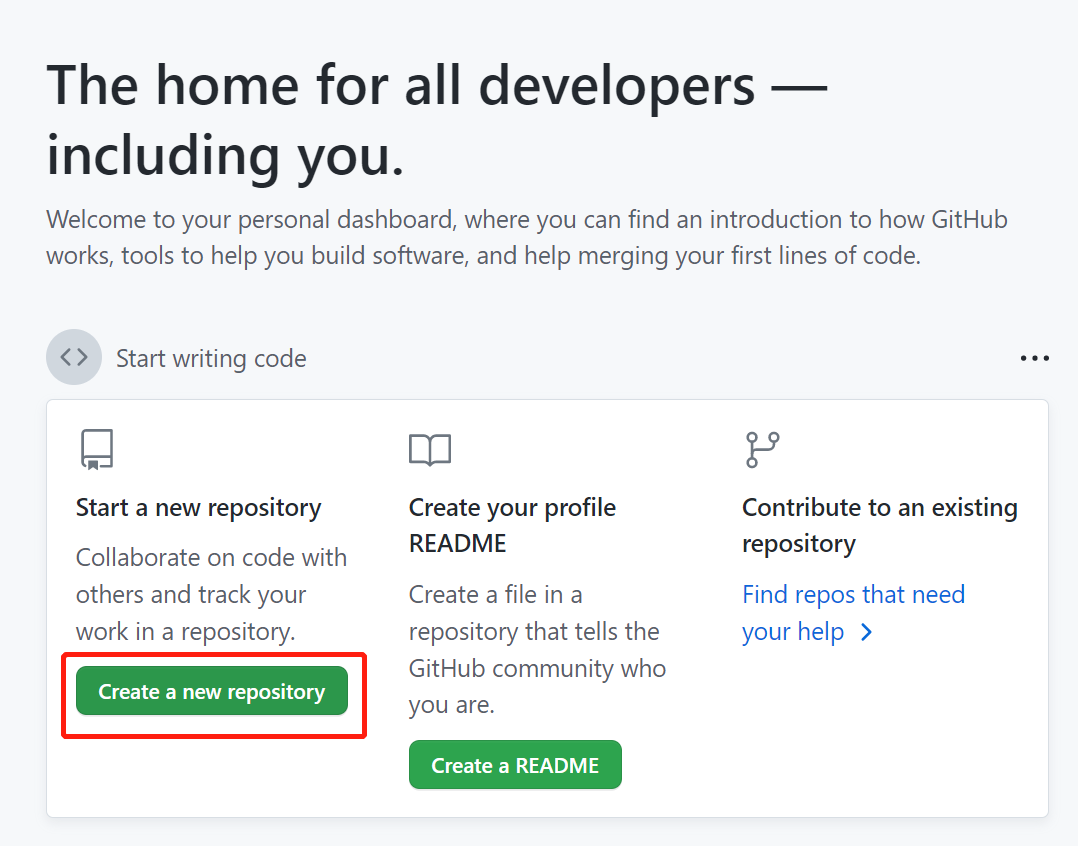 The home for all developers —
including you.
Welcome to your personal dashboard, where you can find an introduction to how GitHub
works, tools to help you build software, and help merging your first lines of code.
Start writing code
Start a new repository
Collaborate on code with
others and track your
work in a repository.
Create a new repository
Create your profile
README
Create a file in a
repository that tells the
GitHub community who
you are.
Create a README
Contribute to an existing
repository
Find repos that need
your help